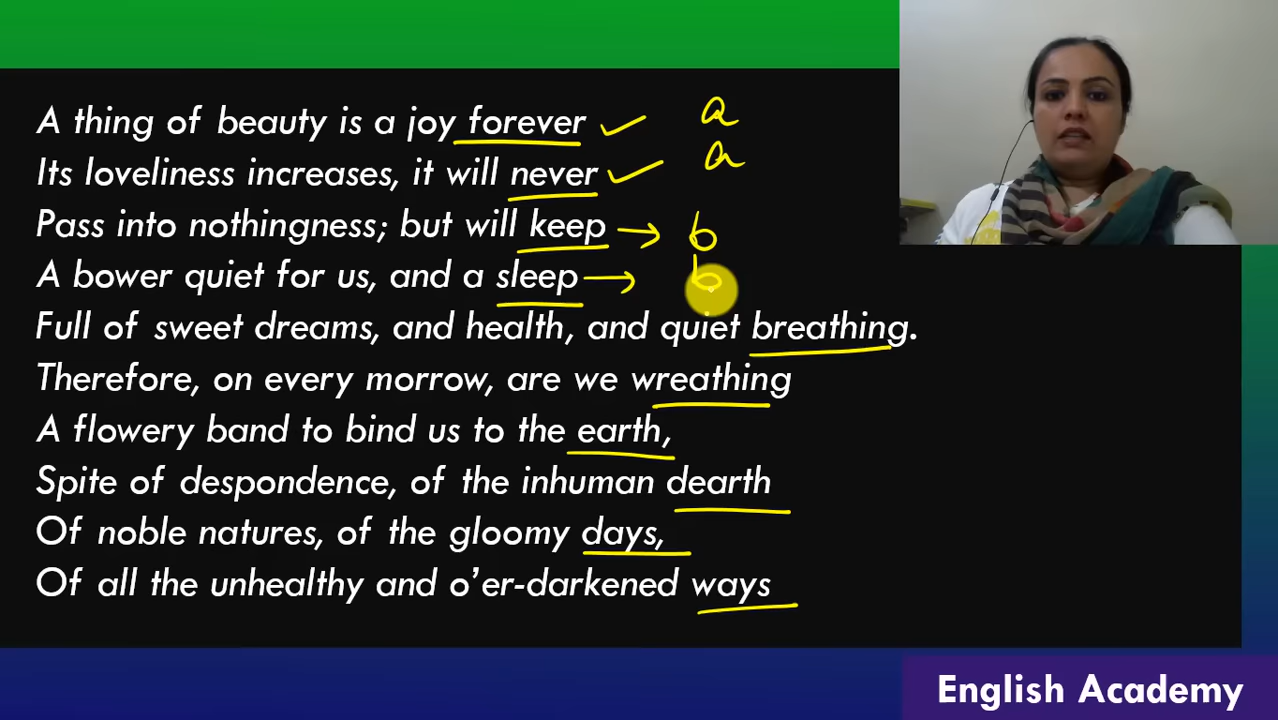 A thing of beauty is a joy forever a
Its loveliness increases, it will never a
Pass into nothingness; but will keep b
A bower quiet for us, and a sleep b
Full of sweet dreams, and health, and quiet breathing.
Therefore, on every morrow, are we wreathing
A flowery band to bind us to the earth,
Spite of despondence, of the inhuman dearth
Of noble natures, of the gloomy days,
Of all the unhealthy and o'er-darkened ways
English Academy